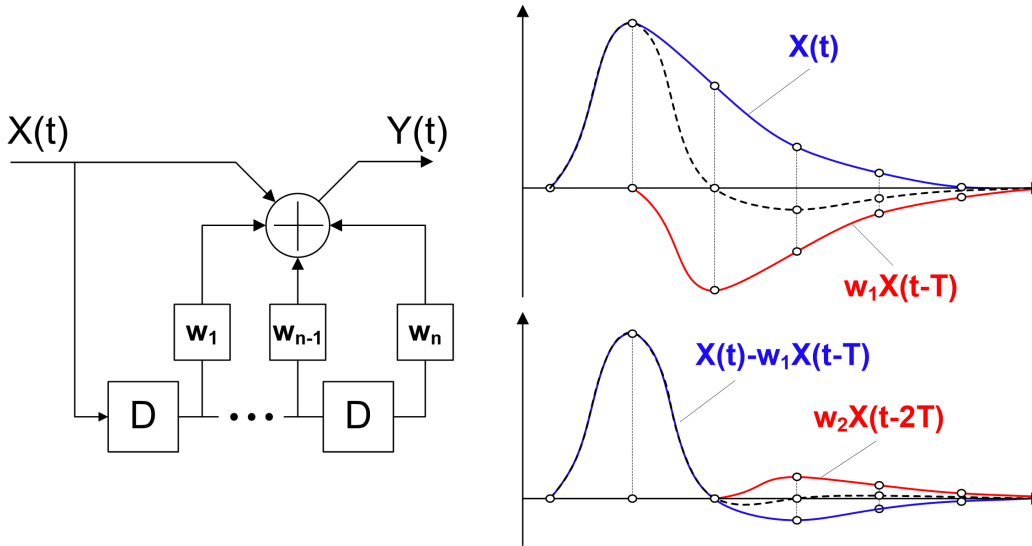 X(t)
Y(t)
w₁
wₙ₋₁
wₙ
D
• • •
D
X(t)
w₁X(t-T)
X(t)-w₁X(t-T)
w₂X(t-2T)